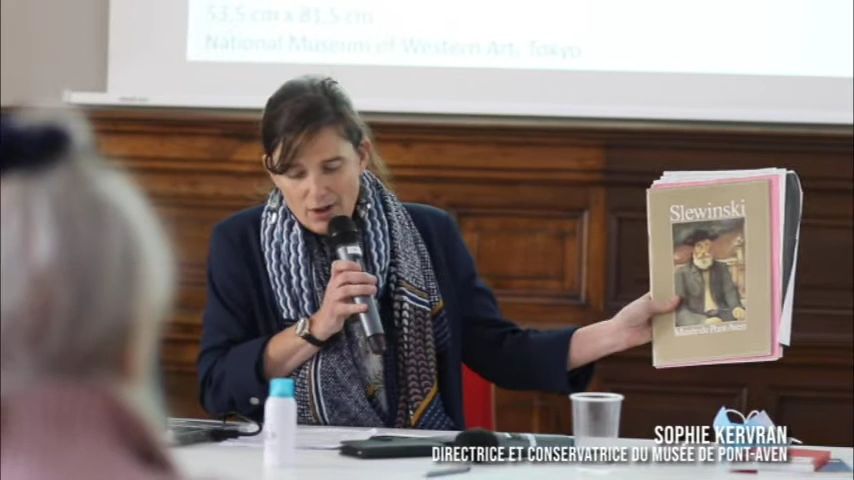 53,5 cm x 81,5 cm
National Museum of Western Art, Tokyo
Slewinski
Musée de Pont-Aven
SOPHIE KERVRAN
DIRECTRICE ET CONSERVATRICE DU MUSÉE DE PONT-AVEN